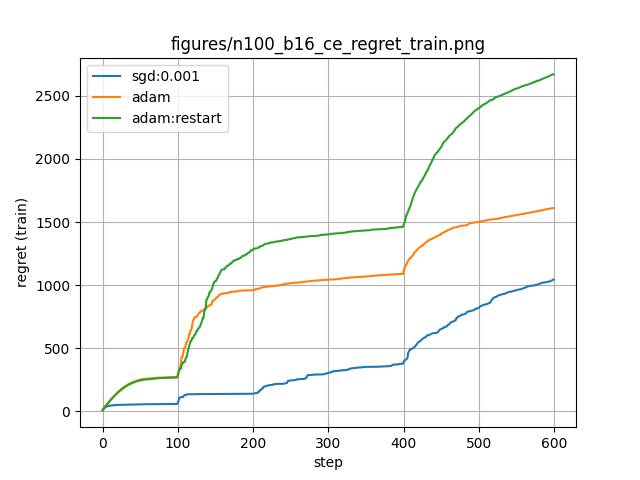 figures/n100_b16_ce_regret_train.png
sgd:0.001
adam
adam:restart
regret (train)
2500
2000
1500
1000
500
0
0 100 200 300 400 500 600
step